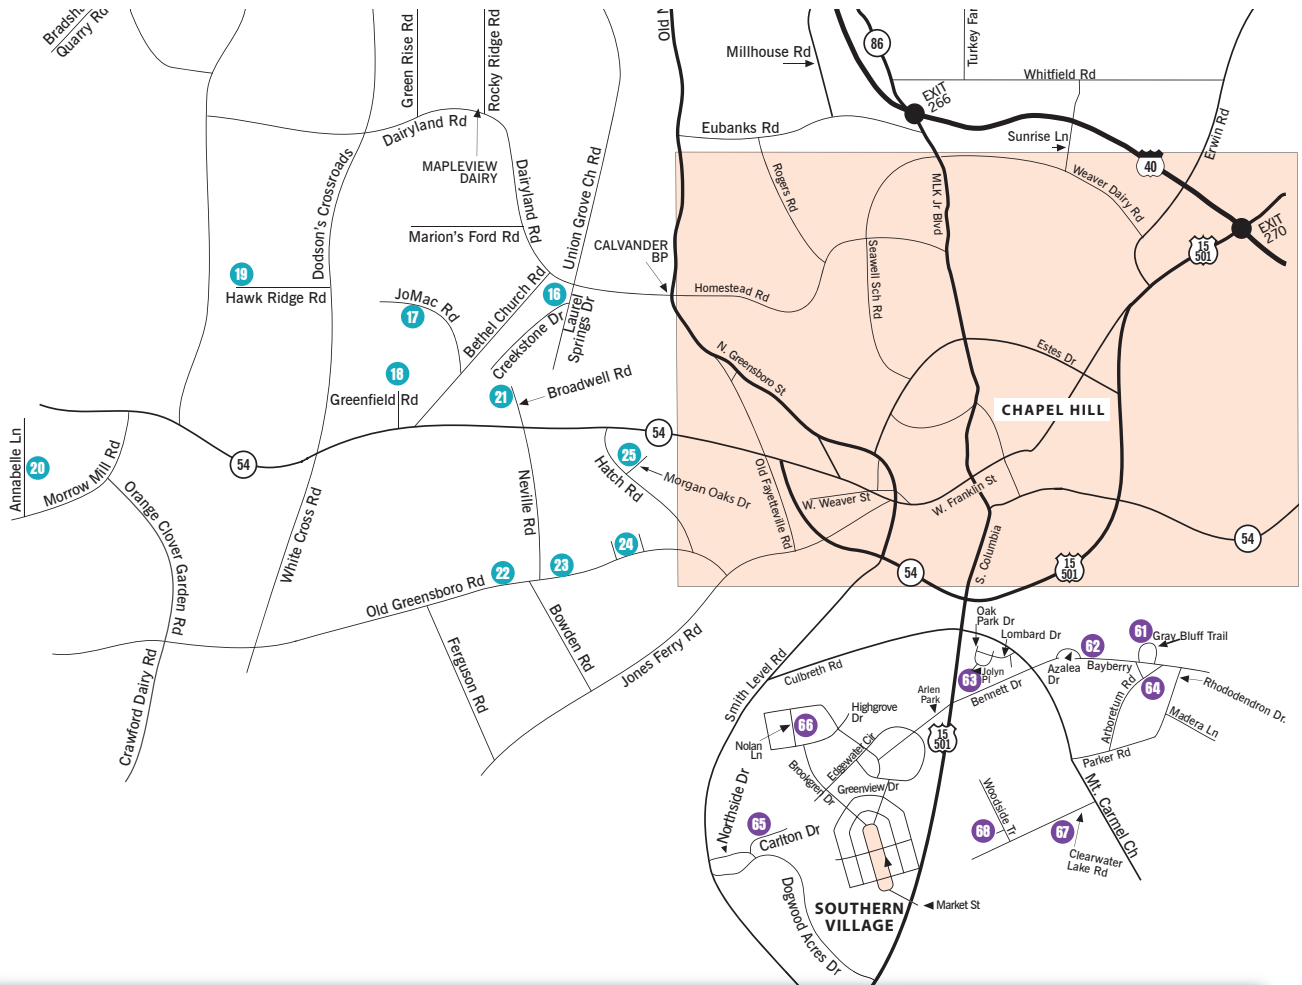 Quarry Rd
Green Rise Rd
Rocky Ridge Rd
Millhouse Rd
86
Whitfield Rd
EXIT
266
Sunrise Ln
Erwin Rd
40
Eubanks Rd
Dairyland Rd
MAPLEVIEW
DAIRY
Dodson's Crossroads
Dairyland Rd
Union Grove Ch Rd
Rogers Rd
MLK Jr Blvd
Weaver Dairy Rd
EXIT
270
15
501
Marion's Ford Rd
CALVANDER
BP
Seawell Sch Rd
19
Hawk Ridge Rd
JoMac Rd
17
Bethel Church Rd
16
Laurel
Springs Dr
Creekstone Dr
Homestead Rd
N. Greensboro St
Estes Dr
18
Greenfield Rd
21
Broadwell Rd
CHAPEL HILL
54
54
Annabelle Ln
20
Morrow Mill Rd
25
Hatch Rd
Morgan Oaks Dr
Orange Clover Garden Rd
White Cross Rd
Neville Rd
Old Fayetteville Rd
W. Weaver St
W. Franklin St
S. Columbia
54
54
15
501
24
23
22
Old Greensboro Rd
Bowden Rd
Ferguson Rd
Jones Ferry Rd
Crawford Dairy Rd
Smith Level Rd
Culbreth Rd
Oak
Park Dr
Lombard Dr
61
Gray Bluff Trail
62
Azalea
Dr
Bayberry
63
Jolyn
Pl
Bennett Dr
64
Rhododendron Dr.
Arboretum Rd
Madera Ln
Parker Rd
Arlen
Park
15
501
66
Nolan
Ln
Highgrove
Dr
Edgewater Cir
Brookgreen Dr
Greenview Dr
Northside Dr
65
Carlton Dr
Dogwood Acres Dr
SOUTHERN
VILLAGE
Market St
Woodside Tr
68
67
Clearwater
Lake Rd
Mt. Carmel Ch